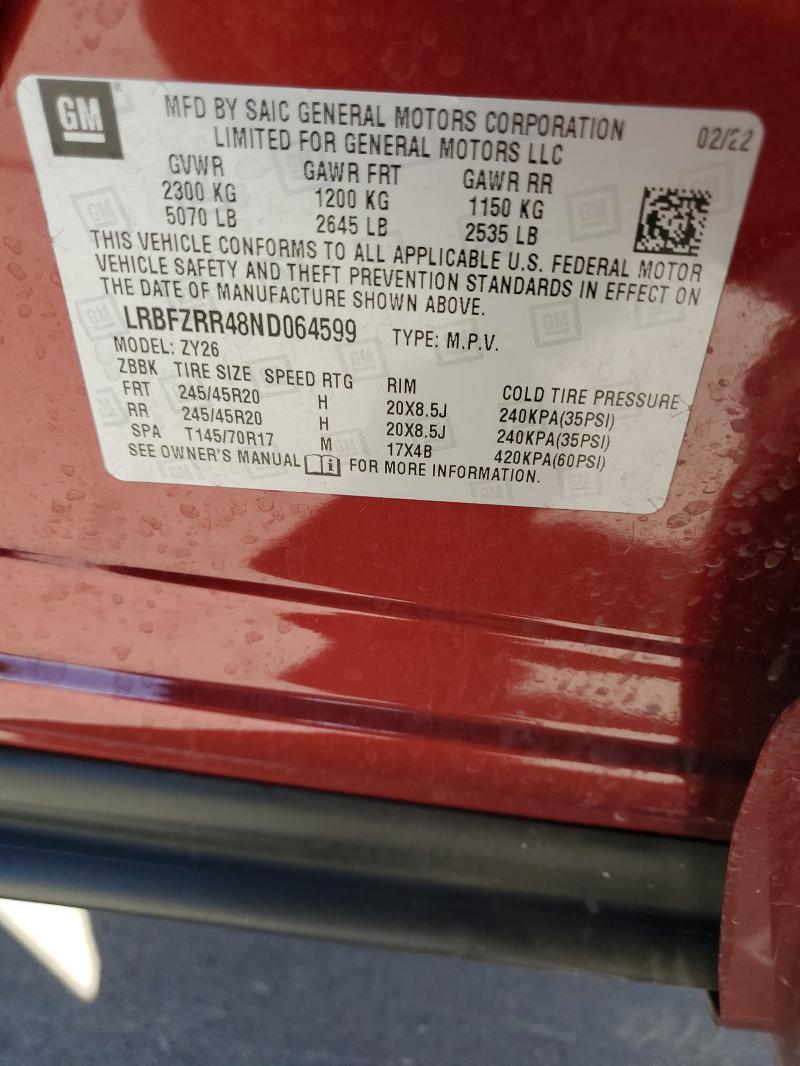 GM
MFD BY SAIC GENERAL MOTORS CORPORATION 02/22
LIMITED FOR GENERAL MOTORS LLC
GVWR GAWR FRT GAWR RR
2300 KG 1200 KG 1150 KG
5070 LB 2645 LB 2535 LB
THIS VEHICLE CONFORMS TO ALL APPLICABLE U.S. FEDERAL MOTOR
VEHICLE SAFETY AND THEFT PREVENTION STANDARDS IN EFFECT ON
THE DATE OF MANUFACTURE SHOWN ABOVE.
LRBFZRR48ND064599 TYPE: M.P.V.
MODEL: ZY26
ZBBK TIRE SIZE SPEED RTG RIM COLD TIRE PRESSURE
FRT 245/45R20 H 20X8.5J 240KPA(35PSI)
RR 245/45R20 H 20X8.5J 240KPA(35PSI)
SPA T145/70R17 M 17X4B 420KPA(60PSI)
SEE OWNER'S MANUAL FOR MORE INFORMATION.